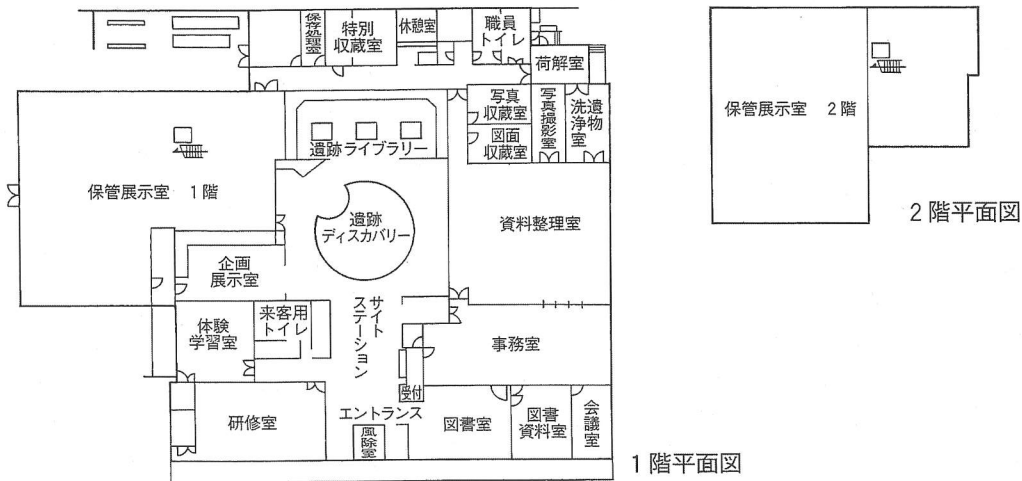 保存処理室
特別
収蔵室
休憩室
職員
トイレ
荷解室
写真
収蔵室
図面
収蔵室
写真撮影室
遺物
洗浄室
遺跡ライブラリー
保管展示室 1階
遺跡
ディスカバリー
資料整理室
企画
展示室
サイト
ステーション
来客用
トイレ
体験
学習室
事務室
受付
研修室
エントランス
風除室
図書室
図書
資料室
会議室
1階平面図
保管展示室 2階
2階平面図